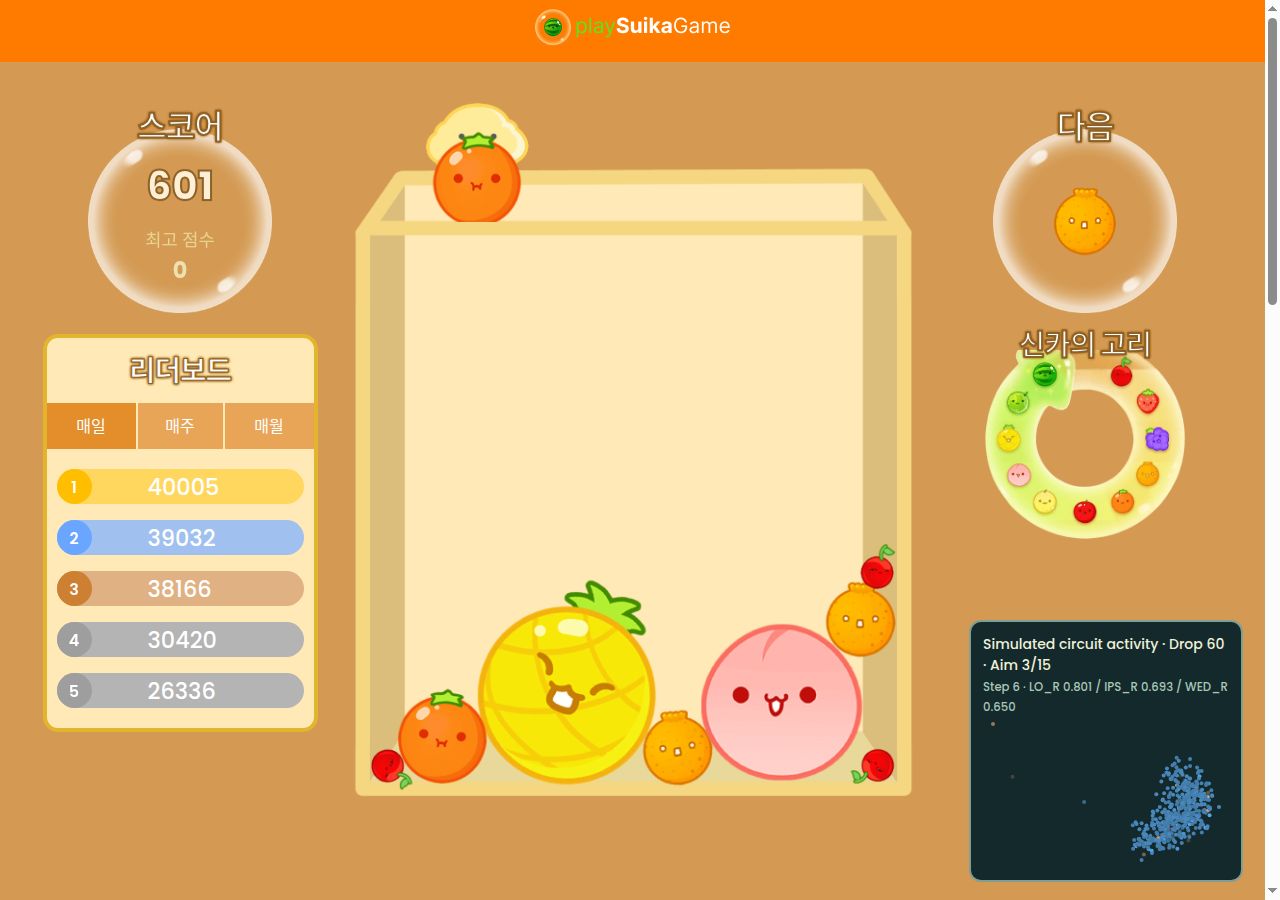 playSuikaGame
스코어
601
최고 점수
0
리더보드
매일 매주 매월
1 40005
2 39032
3 38166
4 30420
5 26336
다음
신카의 고리
Simulated circuit activity · Drop 60
· Aim 3/15
Step 6 · LO_R 0.801 / IPS_R 0.693 / WED_R
0.650